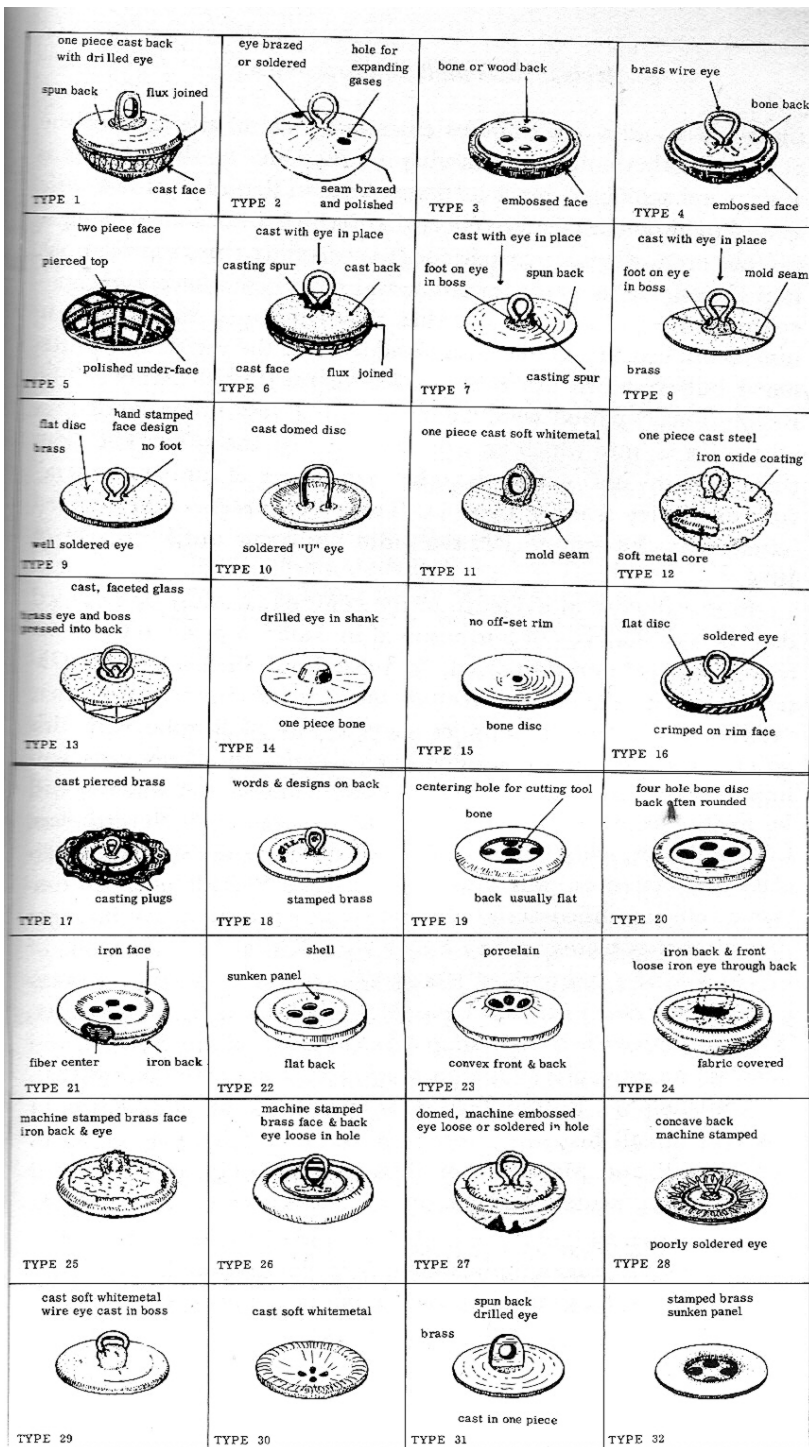 one piece cast back
with drilled eye
spun back
flux joined
cast face
TYPE 1
eye brazed
or soldered
hole for
expanding
gases
seam brazed
and polished
TYPE 2
bone or wood back
embossed face
TYPE 3
brass wire eye
bone back
embossed face
TYPE 4
two piece face
pierced top
polished under-face
TYPE 5
cast with eye in place
casting spur
cast back
cast face
flux joined
TYPE 6
cast with eye in place
foot on eye
in boss
spun back
casting spur
TYPE 7
cast with eye in place
foot on eye
in boss
mold seam
brass
TYPE 8
flat disc
hand stamped
face design
brass
no foot
well soldered eye
TYPE 9
cast domed disc
soldered "U" eye
TYPE 10
one piece cast soft whitemetal
mold seam
TYPE 11
one piece cast steel
iron oxide coating
soft metal core
TYPE 12
cast, faceted glass
brass eye and boss
pressed into back
TYPE 13
drilled eye in shank
one piece bone
TYPE 14
no off-set rim
bone disc
TYPE 15
flat disc
soldered eye
crimped on rim face
TYPE 16
cast pierced brass
casting plugs
TYPE 17
words & designs on back
stamped brass
TYPE 18
centering hole for cutting tool
bone
back usually flat
TYPE 19
four hole bone disc
back often rounded
TYPE 20
iron face
fiber center
iron back
TYPE 21
shell
sunken panel
flat back
TYPE 22
porcelain
convex front & back
TYPE 23
iron back & front
loose iron eye through back
fabric covered
TYPE 24
machine stamped brass face
iron back & eye
TYPE 25
machine stamped
brass face & back
eye loose in hole
TYPE 26
domed, machine embossed
eye loose or soldered in hole
TYPE 27
concave back
machine stamped
poorly soldered eye
TYPE 28
cast soft whitemetal
wire eye cast in boss
TYPE 29
cast soft whitemetal
TYPE 30
spun back
drilled eye
brass
cast in one piece
TYPE 31
stamped brass
sunken panel
TYPE 32